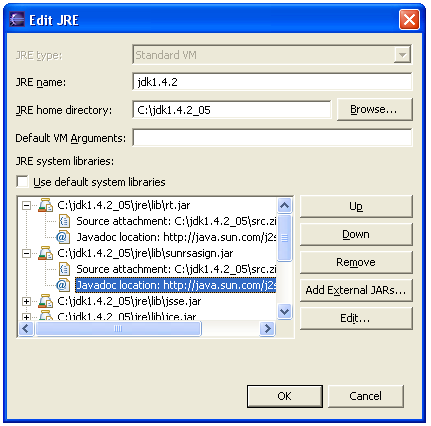 Edit JRE
JRE type:
Standard VM
JRE name:
jdk1.4.2
JRE home directory:
C:\jdk1.4.2_05
Browse...
Default VM Arguments:
JRE system libraries:
Use default system libraries
C:\jdk1.4.2_05\jre\lib\rt.jar
Source attachment: C:\jdk1.4.2_05\src.zi
Javadoc location: http://java.sun.com/j2s
C:\jdk1.4.2_05\jre\lib\sunrsasign.jar
Source attachment: C:\jdk1.4.2_05\src.zi
Javadoc location: http://java.sun.com/j2s
C:\jdk1.4.2_05\jre\lib\jsse.jar
C:\jdk1.4.2_05\jre\lib\jce.jar
Up
Down
Remove
Add External JARs...
Edit...
OK
Cancel